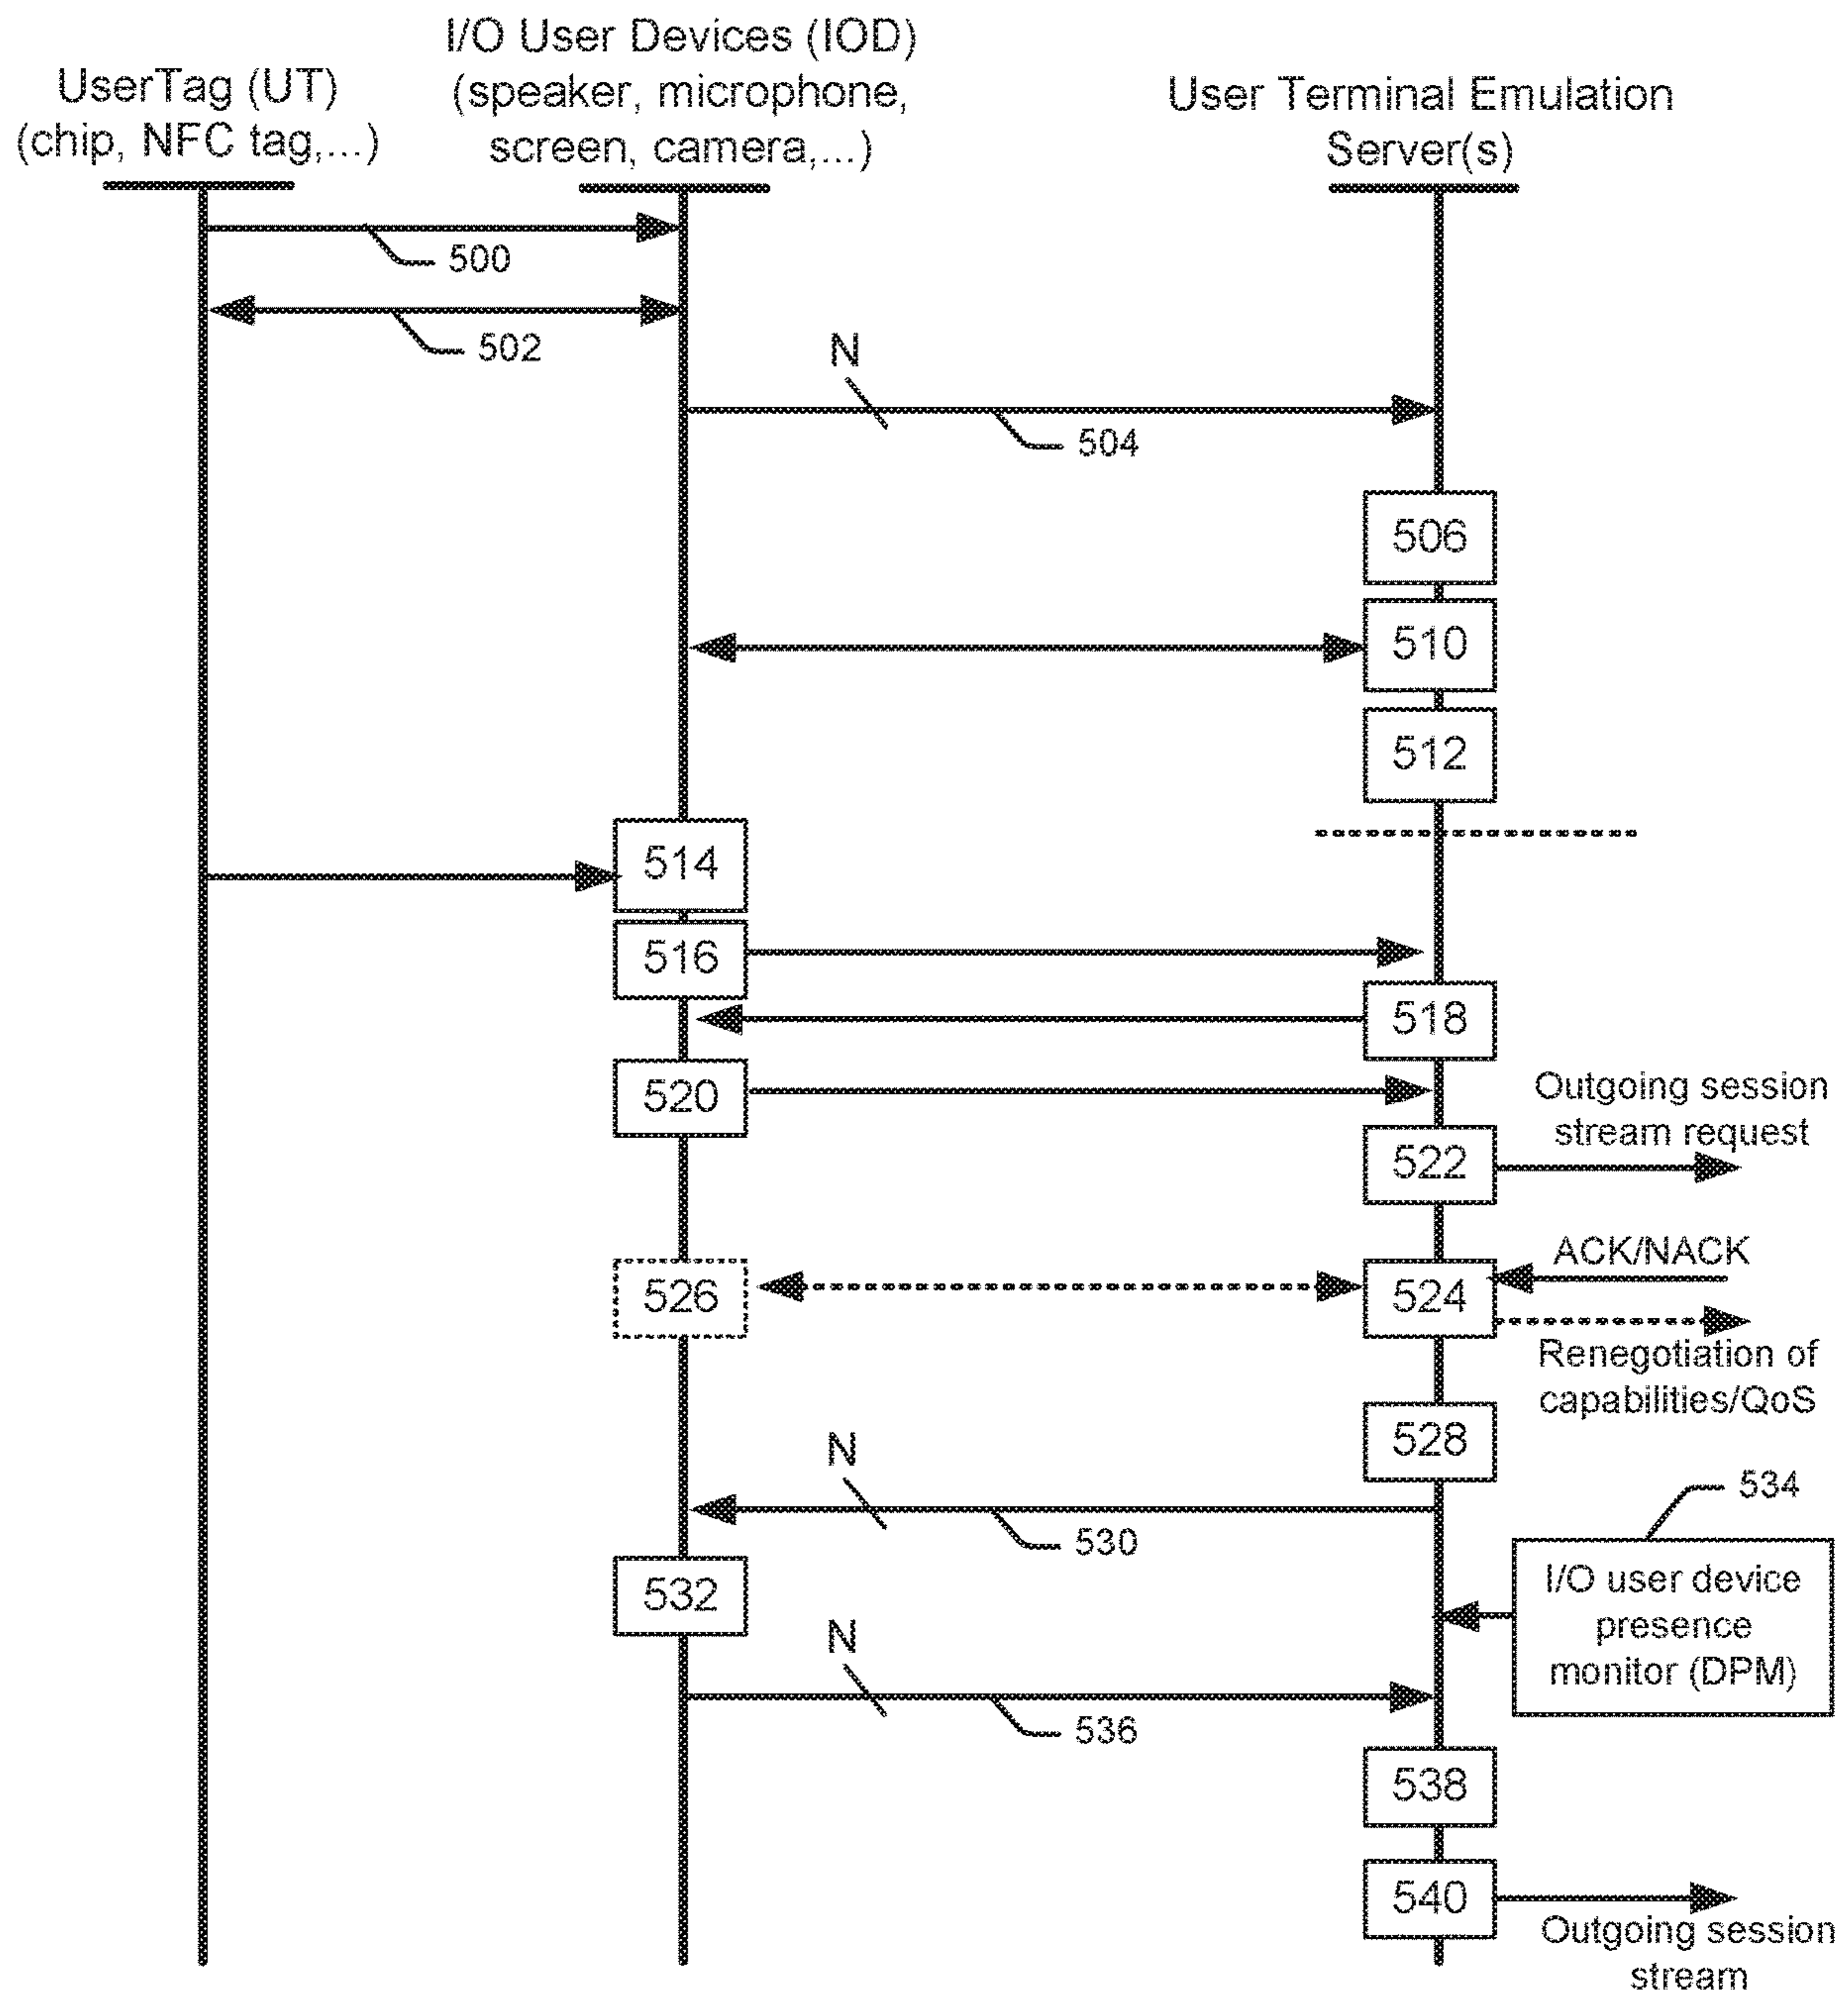 UserTag (UT)
(chip, NFC tag,...)
I/O User Devices (IOD)
(speaker, microphone,
screen, camera,...)
User Terminal Emulation
Server(s)
500
502
N
504
506
510
512
514
516
518
520
Outgoing session
stream request
522
ACK/NACK
526
524
Renegotiation of
capabilities/QoS
528
N
530
534
I/O user device
presence
monitor (DPM)
532
N
536
538
540
Outgoing session
stream